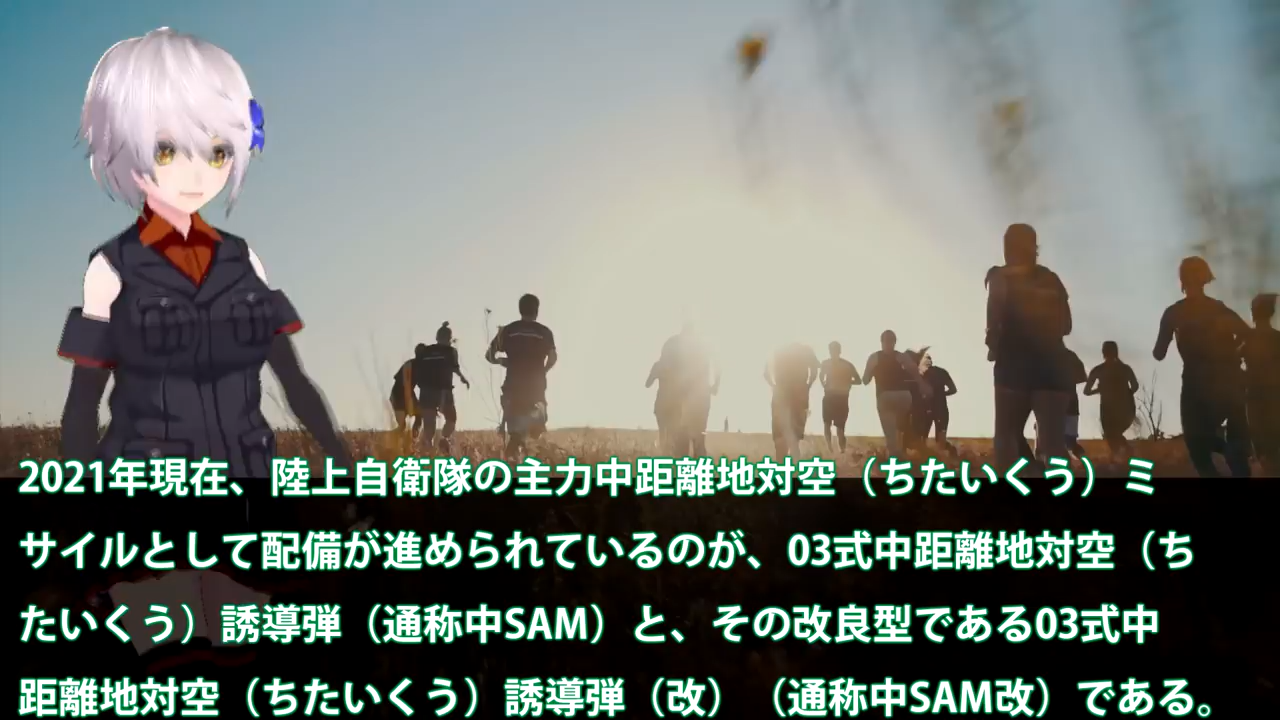 2021年現在、陸上自衛隊の主力中距離地対空（ちたいくう）ミ
サイルとして配備が進められているのが、03式中距離地対空（ち
たいくう）誘導弾（通称中SAM）と、その改良型である03式中
距離地対空（ちたいくう）誘導弾（改）（通称中SAM改）である。